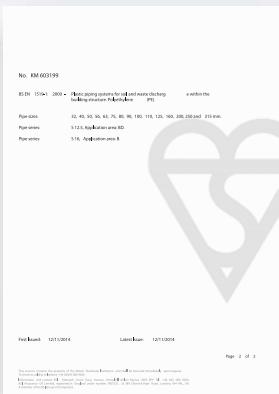 No. KM 603199
BS EN 1519-1 2000 - Plastic piping systems for soil and waste discharg e within the
building structure Polyethylene (PE).
Pipe sizes: 32, 40, 50, 56, 63, 75, 80, 90, 100, 110, 125, 160, 200, 250 and 315 mm.
Pipe series: S 12.5, Application area: BD.
Pipe series: S 16, Application area: B.
First Issued: 12/11/2014 Latest Issue: 12/11/2014
Page 2 of 3